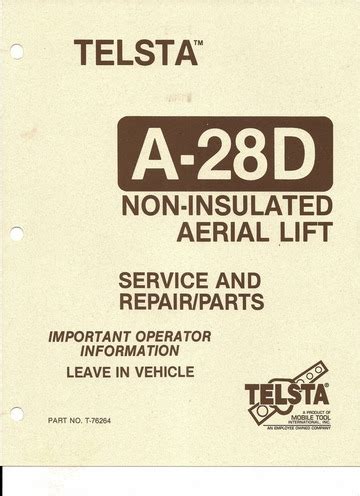 TELSTA™
A-28D
NON-INSULATED
AERIAL LIFT
SERVICE AND
REPAIR/PARTS
IMPORTANT OPERATOR
INFORMATION
LEAVE IN VEHICLE
TELSTA®
A PRODUCT OF
MOBILE TOOL
INTERNATIONAL, INC.
AN EMPLOYEE OWNED COMPANY
PART NO. T-76264